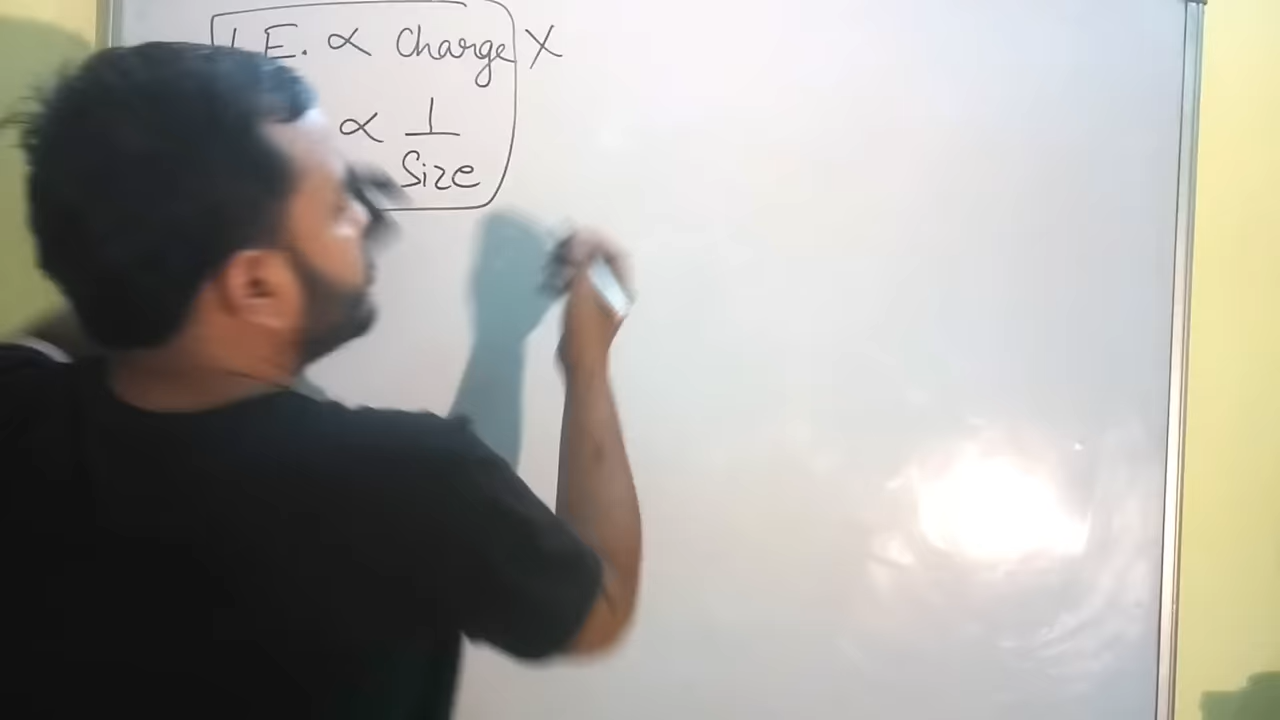 E. ∝ Charge X
∝ 1
Size